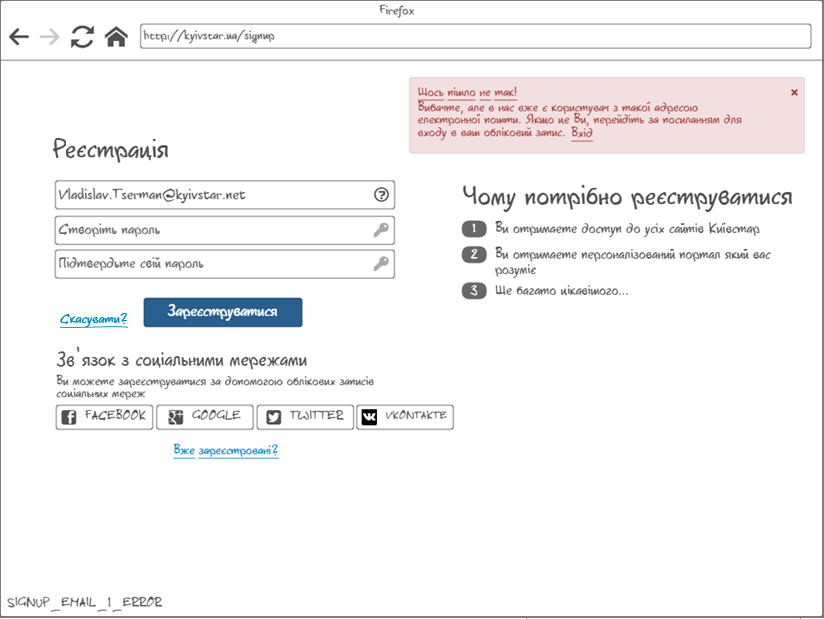 Firefox
http://kyivstar.ua/signup
Щось пішло не так!
Вибачте, але в нас вже є користувач з такої адресою
електронної пошти. Якщо це Ви, перейдіть за посиланням для
входу в ваш обліковий запис. Вхід
Реєстрація
Vladislav.Tserman@kyivstar.net
Створіть пароль
Підтвердьте свій пароль
Скасувати?
Зареєструватися
Чому потрібно реєструватися
1 Ви отримаєте доступ до усіх сайтів Київстар
2 Ви отримаєте персоналізований портал який вас
розуміє
3 Ще багато цікавішого...
Зв'язок з соціальними мережами
Ви можете зареєструватися за допомогою облікових записів
соціальних мереж
FACEBOOK GOOGLE TWITTER VKONTAKTE
Вже зареєстровані?
SIGNUP_EMAIL_1_ERROR